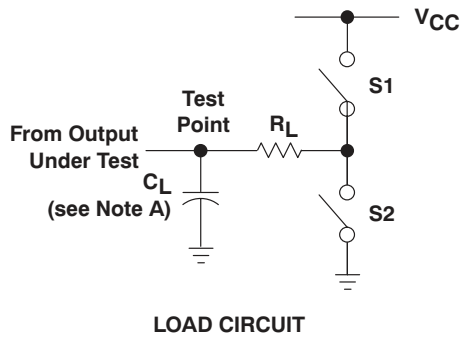 VCC
S1
Test
Point
RL
From Output
Under Test
CL
(see Note A)
S2
LOAD CIRCUIT